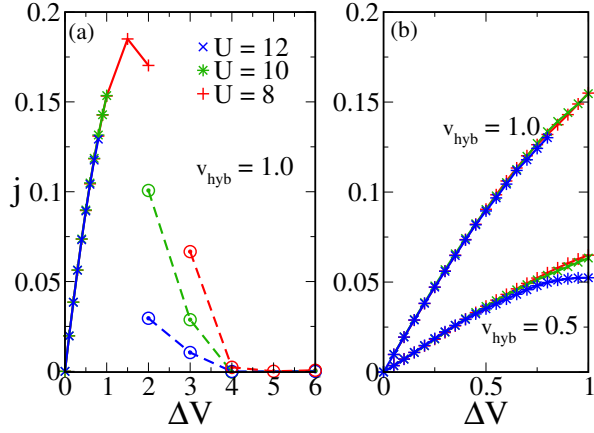 (a)
× U = 12
* U = 10
+ U = 8
v_hyb = 1.0
j
0.2
0.15
0.1
0.05
0
0 1 2 3 4 5 6
ΔV
(b)
v_hyb = 1.0
v_hyb = 0.5
0.2
0.15
0.1
0.05
0
0 0.5 1
ΔV